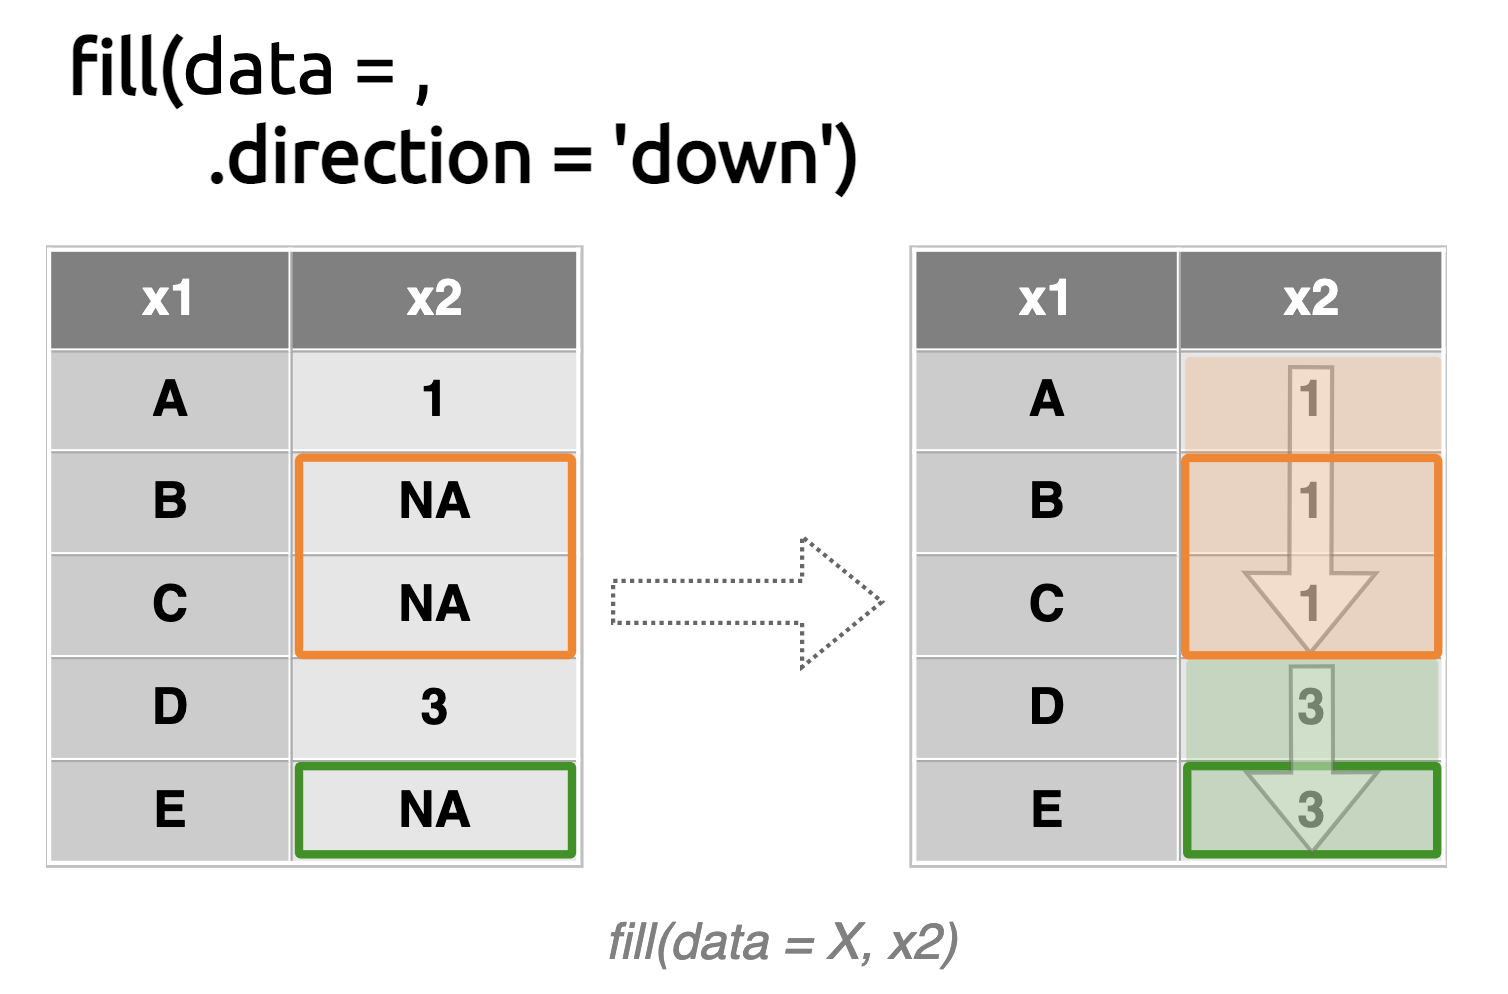 fill(data = ,
.direction = 'down')
x1 x2 x1 x2
A 1 A 1
B NA B 1
C NA C 1
D 3 D 3
E NA E 3
fill(data = X, x2)